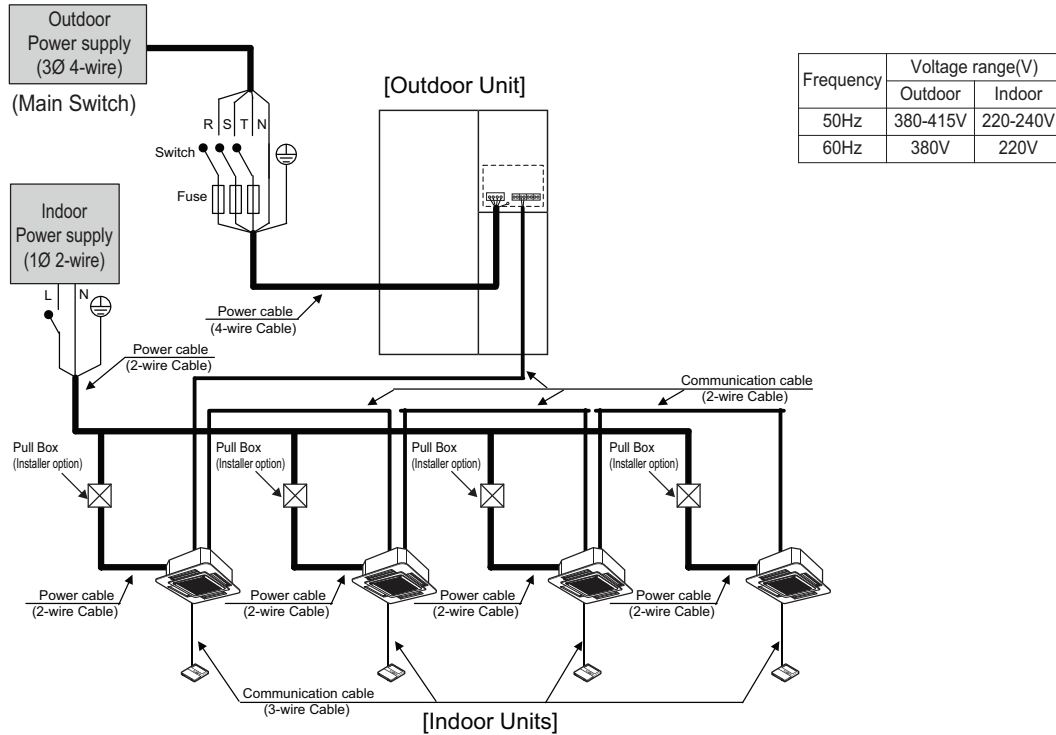 Outdoor
Power supply
(3Ø 4-wire)
(Main Switch)
R S T N
Switch
Fuse
[Outdoor Unit]
Frequency
Voltage range(V)
Outdoor Indoor
50Hz 380-415V 220-240V
60Hz 380V 220V
Indoor
Power supply
(1Ø 2-wire)
L N
Power cable
(4-wire Cable)
Power cable
(2-wire Cable)
Communication cable
(2-wire Cable)
Pull Box
(Installer option)
Pull Box
(Installer option)
Pull Box
(Installer option)
Pull Box
(Installer option)
Power cable
(2-wire Cable)
Power cable
(2-wire Cable)
Power cable
(2-wire Cable)
Power cable
(2-wire Cable)
Communication cable
(3-wire Cable)
[Indoor Units]